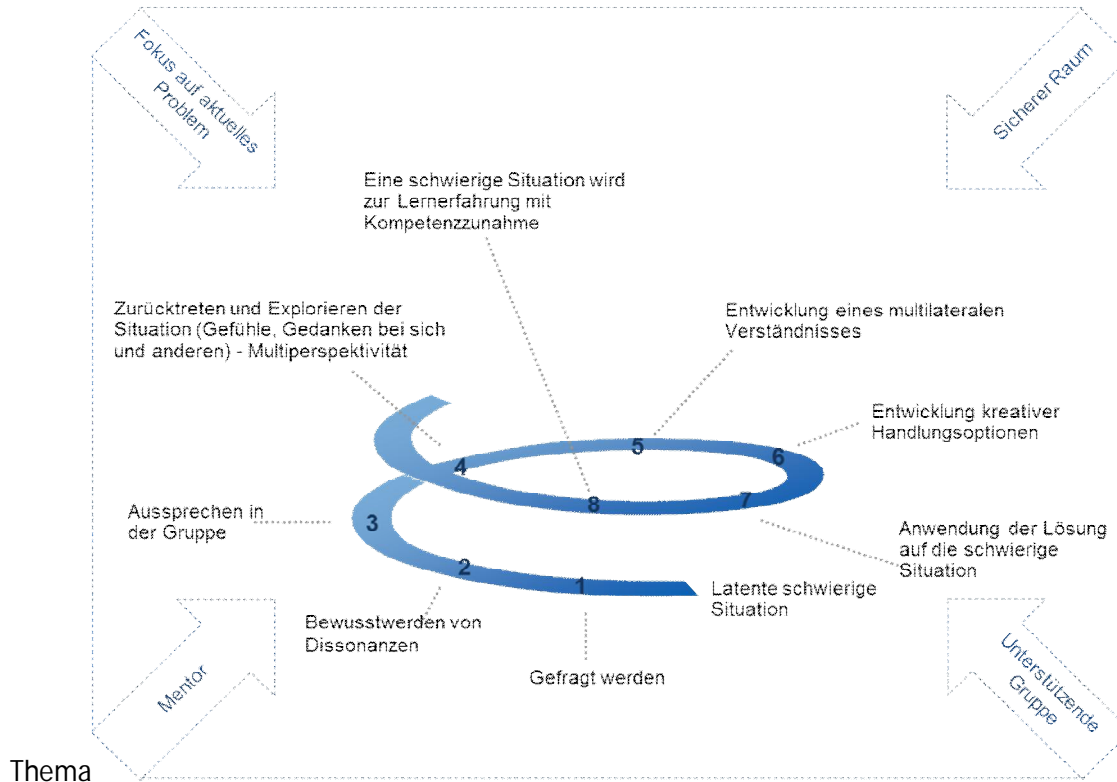 Fokus auf aktuelles
Problem
Sicherer Raum
Eine schwierige Situation wird
zur Lernerfahrung mit
Kompetenzzunahme
Zurücktreten und Explorieren der
Situation (Gefühle, Gedanken bei sich
und anderen) - Multiperspektivität
Entwicklung eines multilateralen
Verständnisses
Entwicklung kreativer
Handlungsoptionen
5
6
4
8
7
Aussprechen in
der Gruppe
3
Anwendung der Lösung
auf die schwierige
Situation
2
1
Latente schwierige
Situation
Bewusstwerden von
Dissonanzen
Gefragt werden
Mentor
Unterstützende
Gruppe
Thema